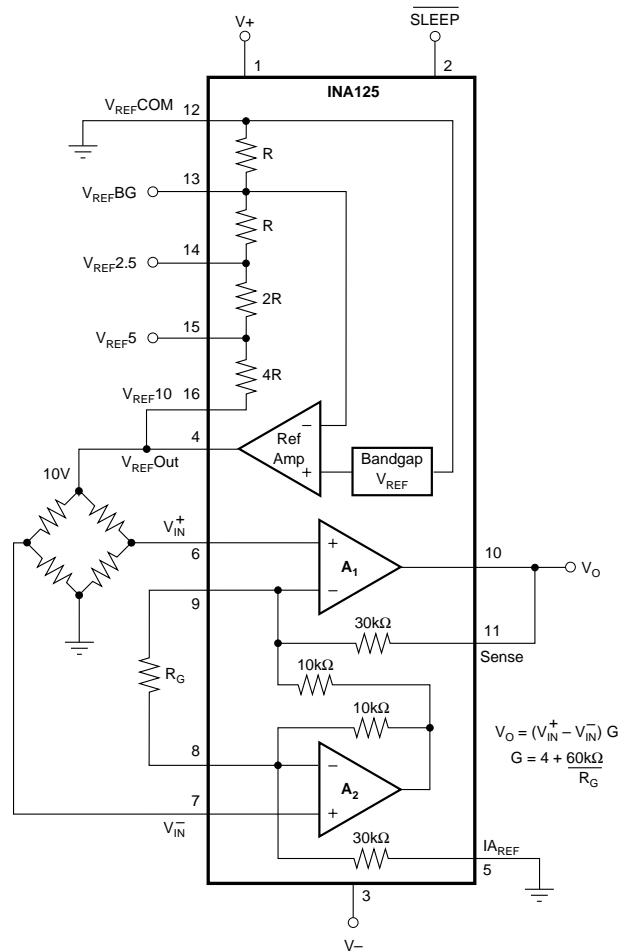 V+
SLEEP
1
2
INA125
V_REFCOM
12
R
V_REFBG
13
R
V_REF2.5
14
2R
V_REF5
15
4R
V_REF10
16
4
V_REFOut
Ref
Amp
−
+
Bandgap
V_REF
10V
V_IN^+
6
+
−
A_1
10
V_O
9
30kΩ
11
Sense
10kΩ
R_G
10kΩ
V_O = (V_IN^+ − V_IN^−) G
G = 4 + 60kΩ
R_G
8
−
+
A_2
7
V_IN^−
30kΩ
IA_REF
5
3
V−